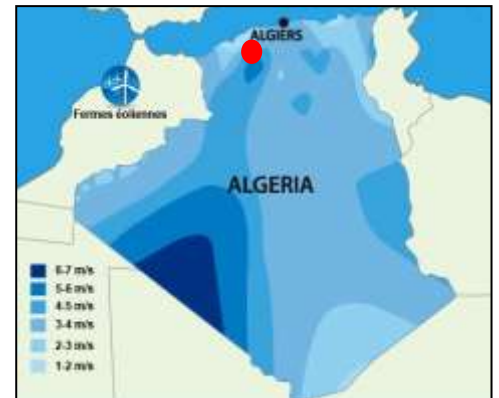 ALGIERS
Fermes éoliennes
ALGERIA
6-7 m/s
5-6 m/s
4-5 m/s
3-4 m/s
2-3 m/s
1-2 m/s